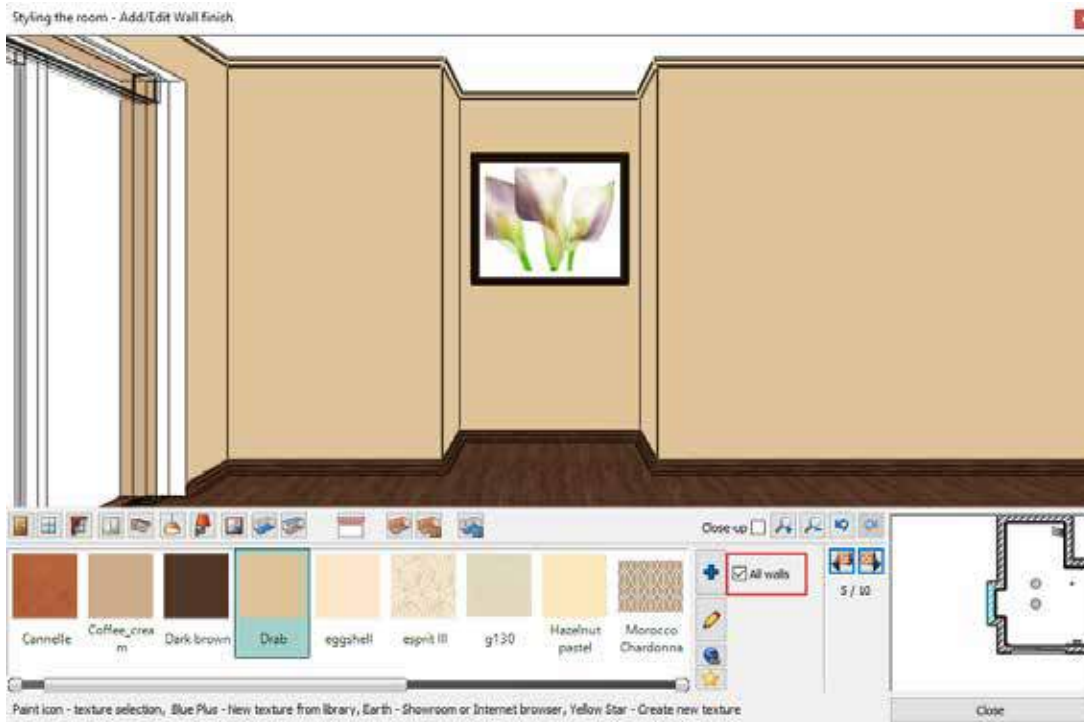 Styling the room - Add/Edit Wall finish
Close-up
All walls
5 / 10
Cannelle
Coffee_crea
m
Dark brown
Drab
eggshell
esprit III
g130
Hazelnut
pastel
Morocco
Chardonna
Paint icon - texture selection, Blue Plus - New texture from library, Earth - Showroom or Internet browser, Yellow Star - Create new texture
Close